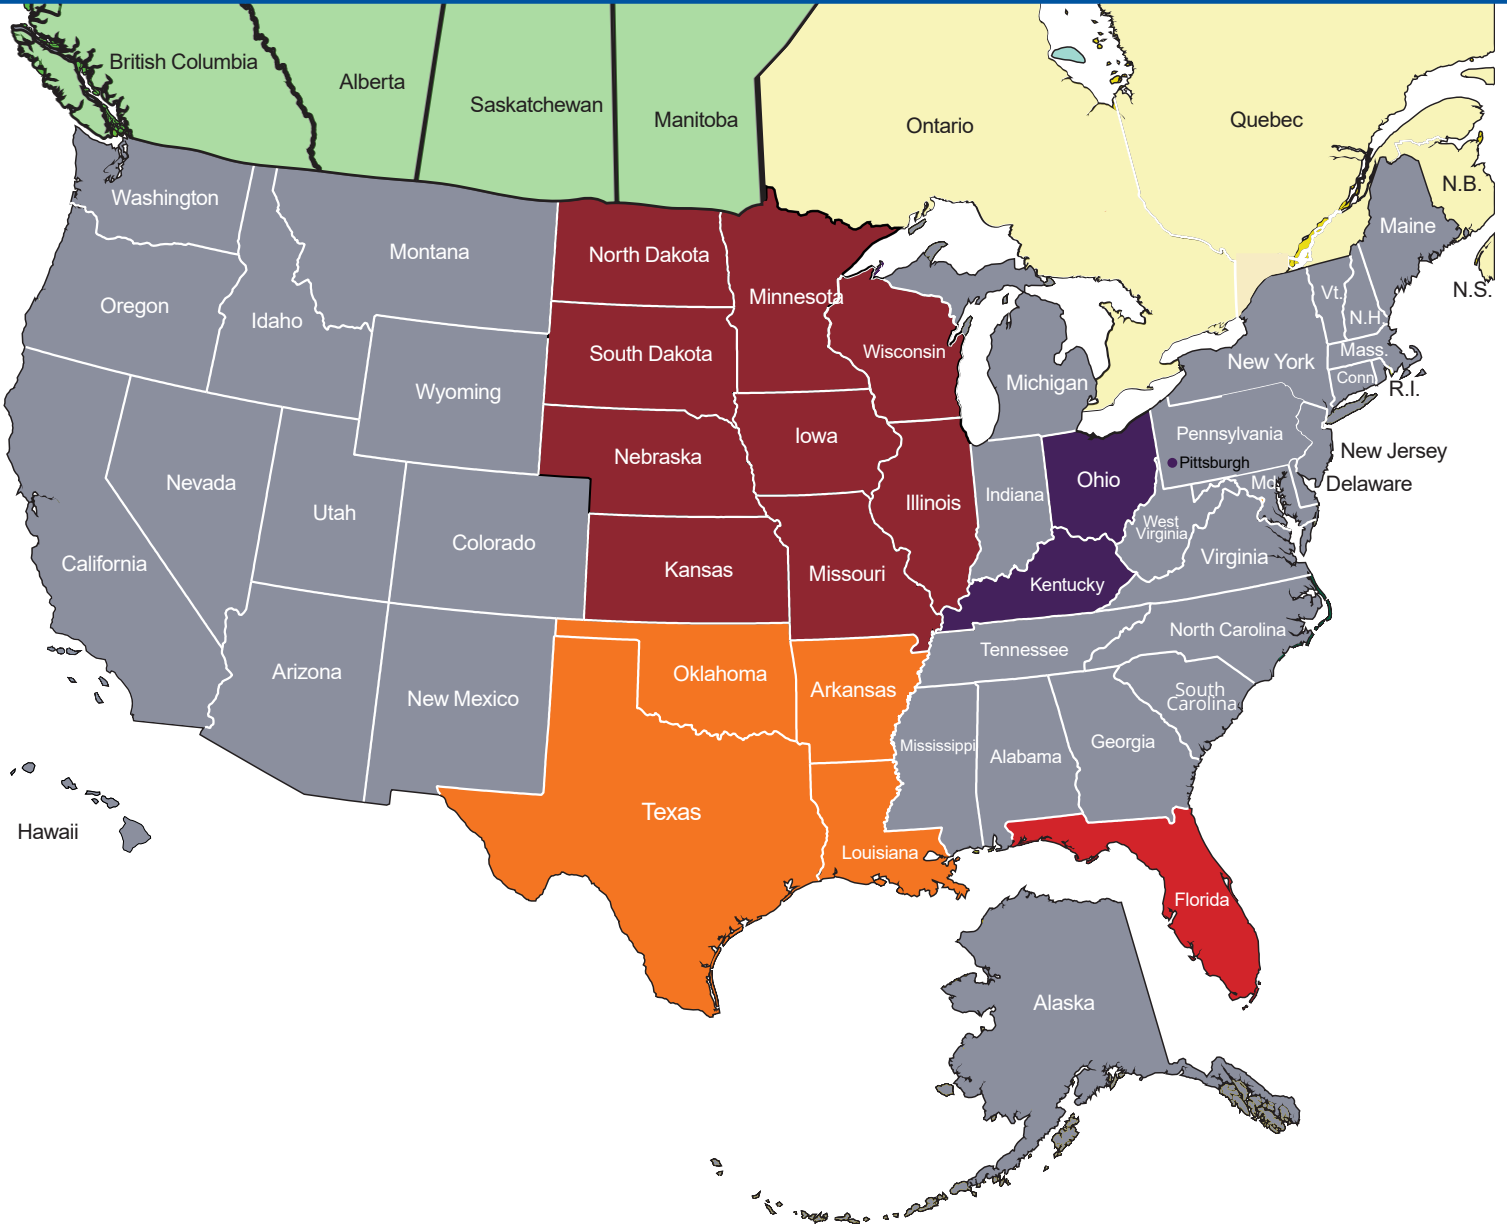 British Columbia
Alberta
Saskatchewan
Manitoba
Ontario
Quebec
N.B.
N.S.
Washington
Montana
North Dakota
Minnesota
Maine
Oregon
Idaho
Vt.
N.H.
South Dakota
Wisconsin
Michigan
New York
Mass.
Conn.
R.I.
Wyoming
Iowa
Nebraska
Pennsylvania
Pittsburgh
New Jersey
Delaware
Md.
Nevada
Utah
Colorado
Illinois
Indiana
Ohio
West
Virginia
Virginia
California
Kansas
Missouri
Kentucky
Arizona
New Mexico
Oklahoma
Arkansas
Tennessee
North Carolina
South
Carolina
Mississippi
Alabama
Georgia
Texas
Louisiana
Hawaii
Florida
Alaska